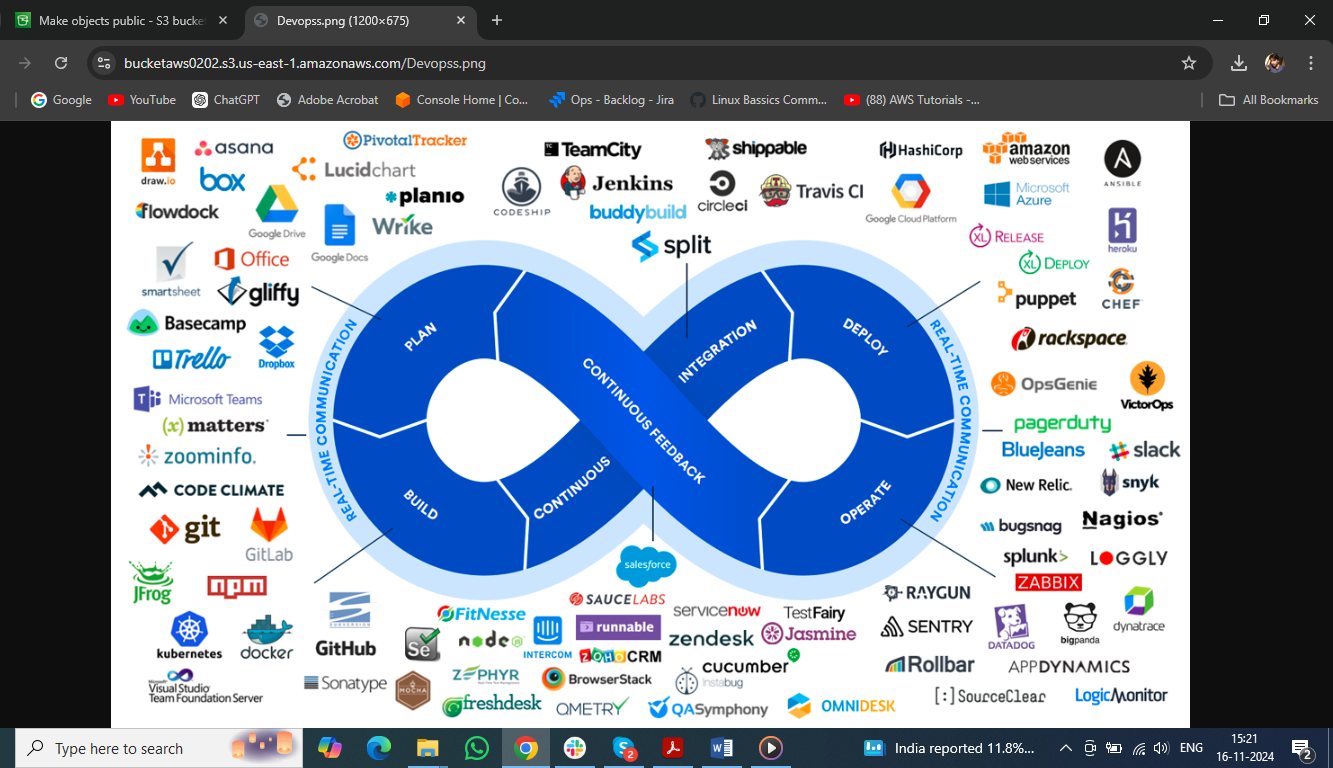 Make objects public - S3 bucke
Devopss.png (1200×675)
bucketaws0202.s3.us-east-1.amazonaws.com/Devopss.png
Google
YouTube
ChatGPT
Adobe Acrobat
Console Home | Co...
Ops - Backlog - Jira
Linux Bassics Comm...
(88) AWS Tutorials -...
All Bookmarks
draw.io
asana
PivotalTracker
Lucidchart
box
planio
flowdock
Google Drive
Google Docs
Wrike
smartsheet
Office
gliffy
Basecamp
Trello
Dropbox
TC
TeamCity
shippable
HashiCorp
amazon
web services
ANSIBLE
CODESHIP
Jenkins
buddybuild
circleci
Travis CI
Google Cloud Platform
Microsoft
Azure
heroku
split
XL RELEASE
XL DEPLOY
puppet
CHEF
rackspace
PLAN
CONTINUOUS FEEDBACK
INTEGRATION
DEPLOY
REAL-TIME COMMUNICATION
REAL-TIME COMMUNICATION
BUILD
CONTINUOUS
OPERATE
Microsoft Teams
(x) matters
zoominfo.
OpsGenie
VictorOps
pagerduty
BlueJeans
slack
CODE CLIMATE
git
GitLab
JFrog
npm
kubernetes
docker
SUBVERSION
GitHub
Microsoft
Visual Studio
Team Foundation Server
Sonatype
MOCHA
salesforce
FitNesse
SAUCE LABS
servicenow
TestFairy
Se
node
JS
INTERCOM
runnable
zendesk
Jasmine
ZOHO CRM
cucumber
ZEPHYR
BrowserStack
Instabug
freshdesk
QMETRY
QASymphony
OMNIDESK
New Relic.
snyk
bugsnag
Nagios
splunk>
LOGGLY
ZABBIX
RAYGUN
SENTRY
DATADOG
bigpanda
dynatrace
Rollbar
APPDYNAMICS
[:]SourceClear
LogicMonitor
Type here to search
2
India reported 11.8%...
ENG
15:21
16-11-2024
2